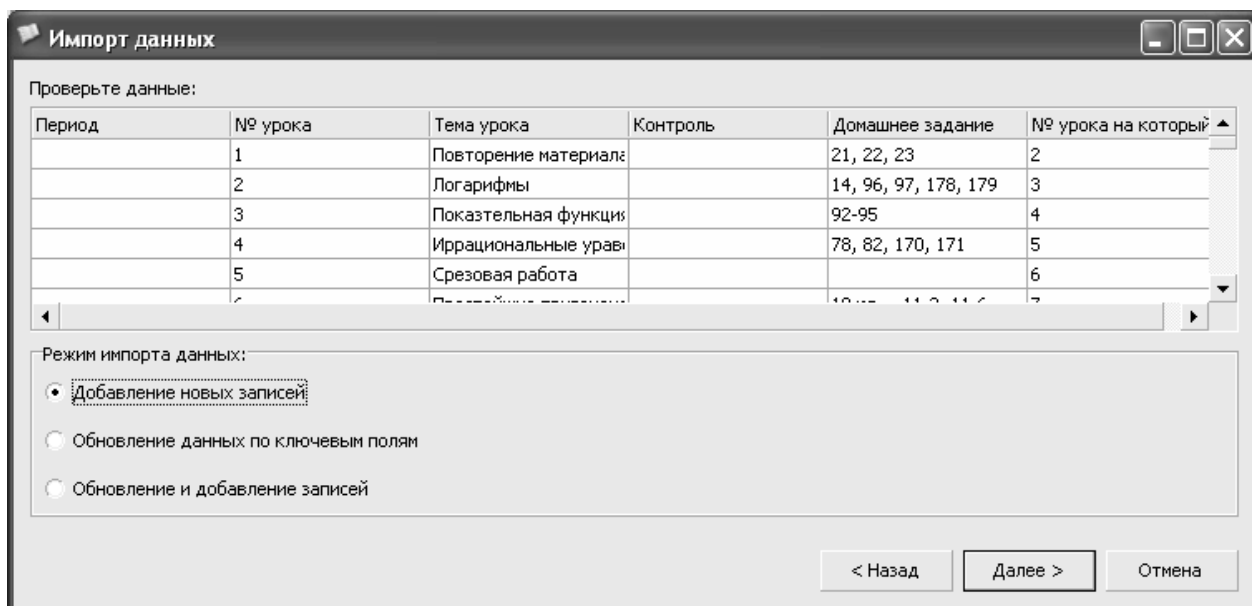 Импорт данных
Проверьте данные:
Период № урока Тема урока Контроль Домашнее задание № урока на который
1 Повторение материала 21, 22, 23 2
2 Логарифмы 14, 96, 97, 178, 179 3
3 Показтельная функция 92-95 4
4 Иррациональные урав 78, 82, 170, 171 5
5 Срезовая работа 6
Режим импорта данных:
Добавление новых записей
Обновление данных по ключевым полям
Обновление и добавление записей
< Назад Далее > Отмена